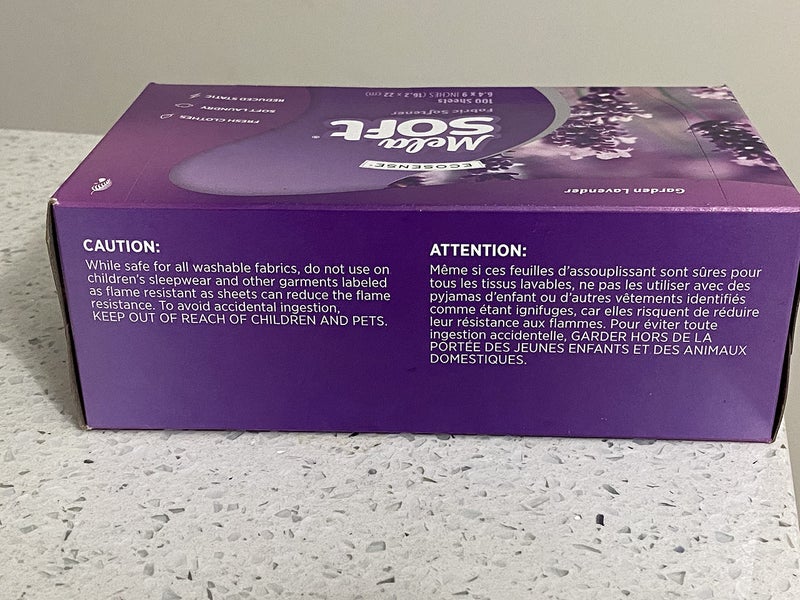 REDUCED STATIC
SOFT LAUNDRY
FRESH CLOTHES
ECOSENSE®
Mela
SOFT®
Fabric Softener
100 Sheets
6.4 x 9 INCHES (16.2 x 22 cm)
Garden Lavender
CAUTION:
While safe for all washable fabrics, do not use on
children's sleepwear and other garments labeled
as flame resistant as sheets can reduce the flame
resistance. To avoid accidental ingestion,
KEEP OUT OF REACH OF CHILDREN AND PETS.
ATTENTION:
Même si ces feuilles d'assouplissant sont sûres pour
tous les tissus lavables, ne pas les utiliser avec des
pyjamas d'enfant ou d'autres vêtements identifiés
comme étant ignifuges, car elles risquent de réduire
leur résistance aux flammes. Pour éviter toute
ingestion accidentelle, GARDER HORS DE LA
PORTÉE DES JEUNES ENFANTS ET DES ANIMAUX
DOMESTIQUES.